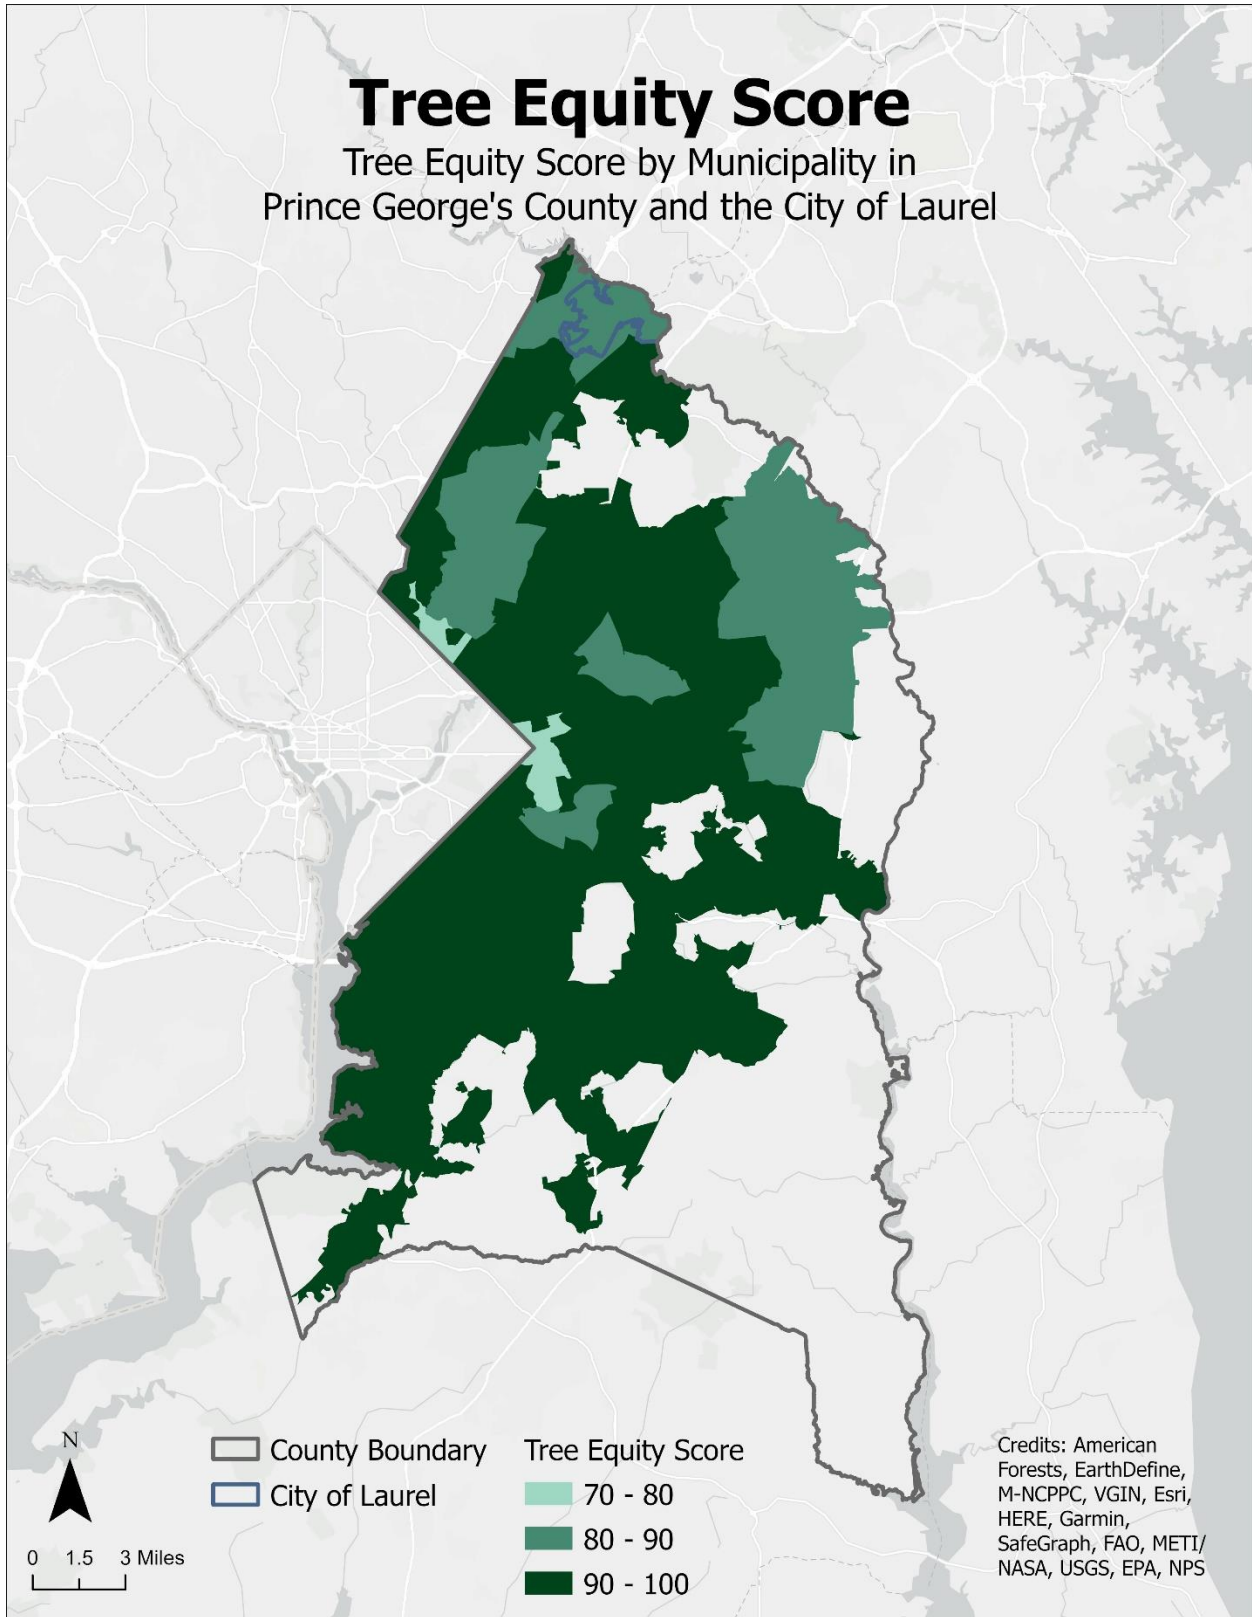 Tree Equity Score
Tree Equity Score by Municipality in
Prince George's County and the City of Laurel
N
0 1.5 3 Miles
County Boundary
City of Laurel
Tree Equity Score
70 - 80
80 - 90
90 - 100
Credits: American
Forests, EarthDefine,
M-NCPPC, VGIN, Esri,
HERE, Garmin,
SafeGraph, FAO, METI/
NASA, USGS, EPA, NPS